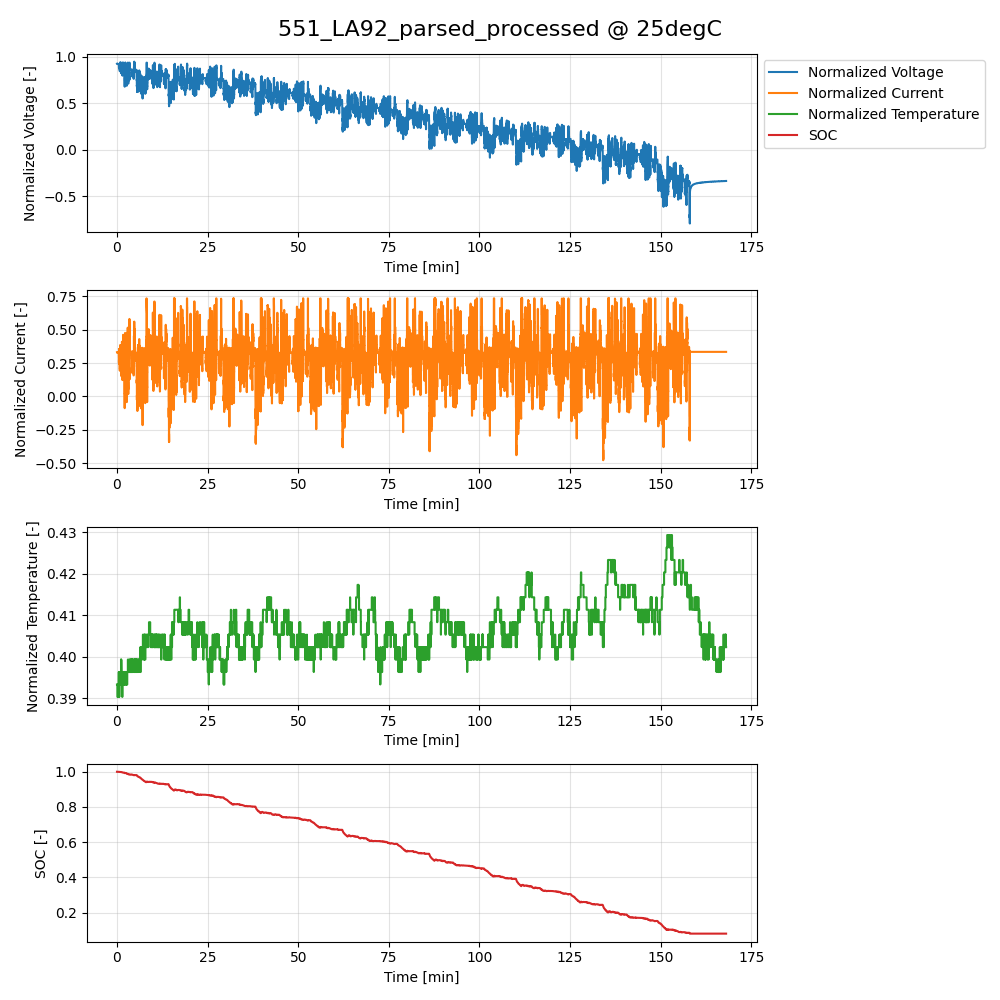 551_LA92_parsed_processed @ 25degC
Normalized Voltage [-]
1.0
0.5
0.0
−0.5
0 25 50 75 100 125 150 175
Time [min]
Normalized Voltage
Normalized Current
Normalized Temperature
SOC
Normalized Current [-]
0.75
0.50
0.25
0.00
−0.25
−0.50
0 25 50 75 100 125 150 175
Time [min]
Normalized Temperature [-]
0.43
0.42
0.41
0.40
0.39
0 25 50 75 100 125 150 175
Time [min]
SOC [-]
1.0
0.8
0.6
0.4
0.2
0 25 50 75 100 125 150 175
Time [min]